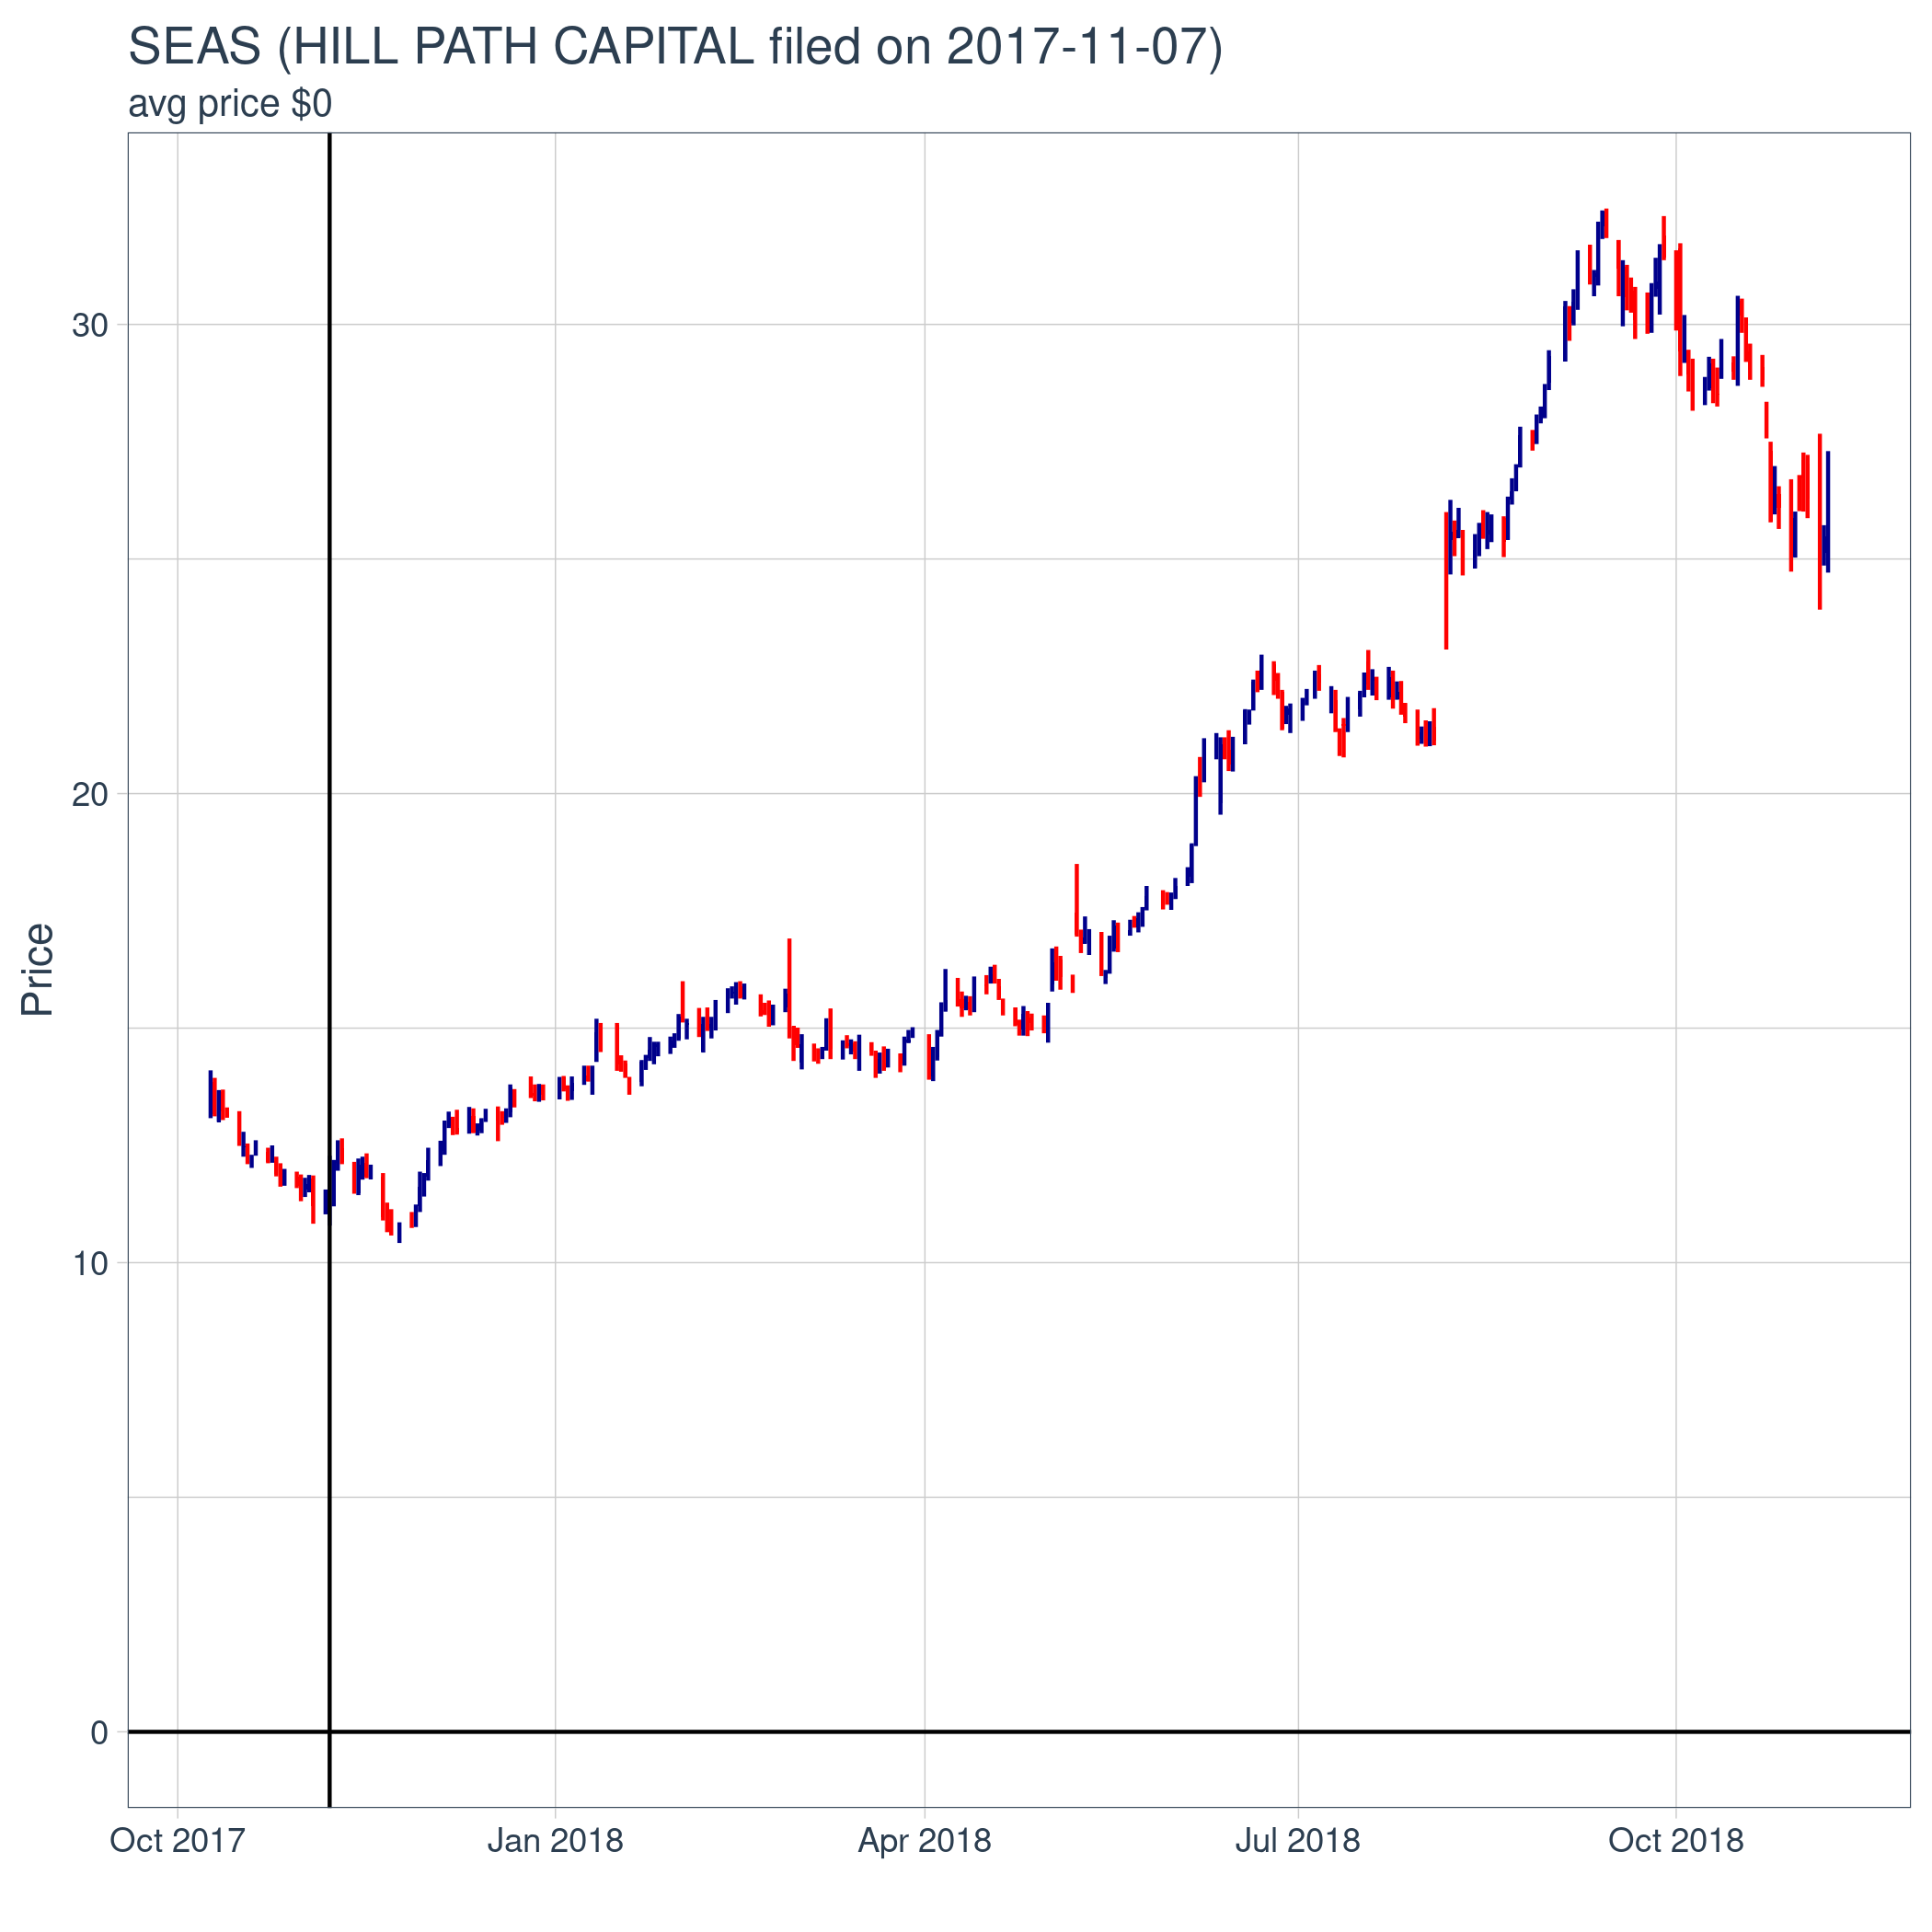 SEAS (HILL PATH CAPITAL filed on 2017-11-07)
avg price $0
30
20
10
0
Price
Oct 2017 Jan 2018 Apr 2018 Jul 2018 Oct 2018